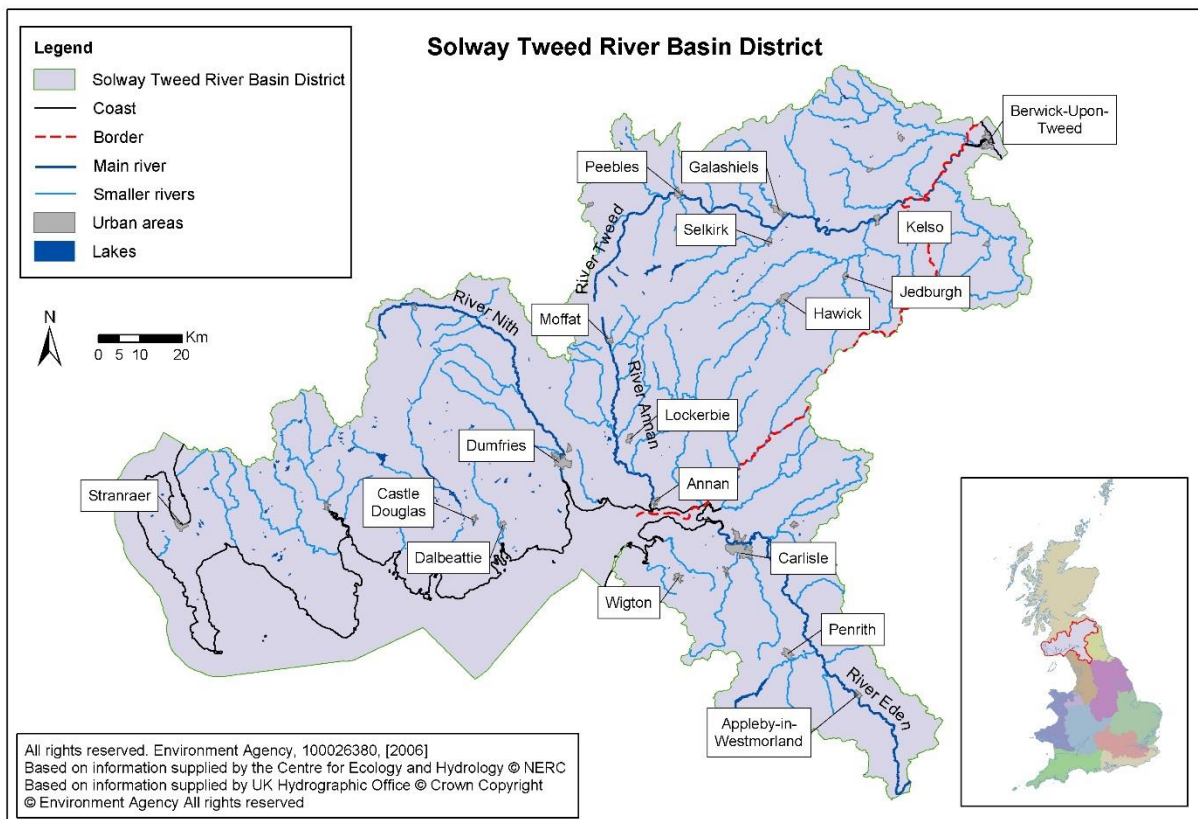 Solway Tweed River Basin District
Legend
Solway Tweed River Basin District
Coast
Border
Main river
Smaller rivers
Urban areas
Lakes
N
0 5 10 20 Km
Berwick-Upon-
Tweed
Peebles
Galashiels
Selkirk
Kelso
River Tweed
Jedburgh
Hawick
Moffat
River Nith
River Annan
Lockerbie
Dumfries
Annan
Stranraer
Castle
Douglas
Dalbeattie
Carlisle
Wigton
Penrith
River Eden
Appleby-in-
Westmorland
All rights reserved. Environment Agency, 100026380, [2006]
Based on information supplied by the Centre for Ecology and Hydrology © NERC
Based on information supplied by UK Hydrographic Office © Crown Copyright
© Environment Agency All rights reserved